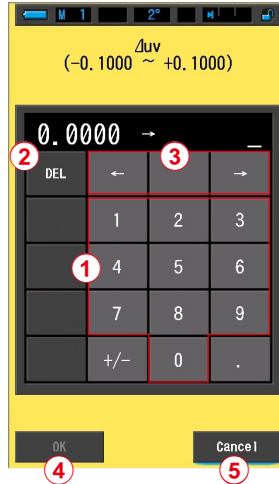 M 1 2°
⊿uv
(-0.1000 ~ +0.1000)
0.0000 → _
2 3
DEL ← →
1 2 3
1
4 5 6
7 8 9
+/- 0 .
OK Cancel
4 5